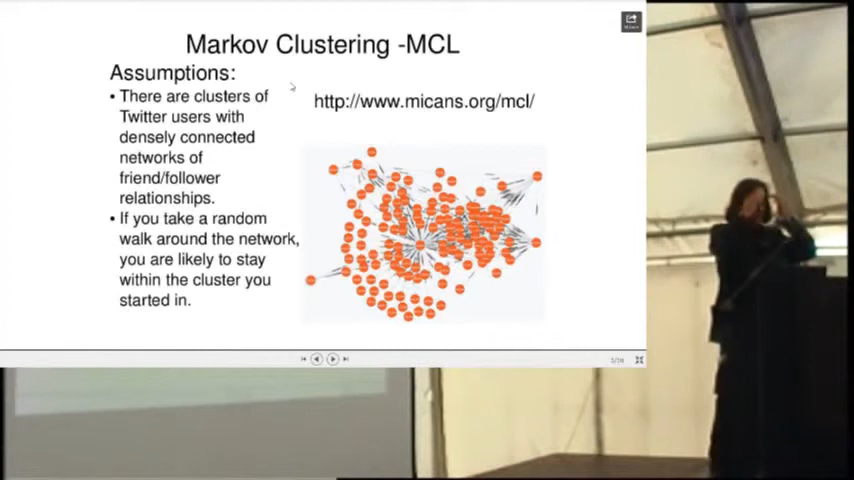 Markov Clustering -MCL
Assumptions:
http://www.micans.org/mcl/
▪ There are clusters of
Twitter users with
densely connected
networks of
friend/follower
relationships.
▪ If you take a random
walk around the network,
you are likely to stay
within the cluster you
started in.